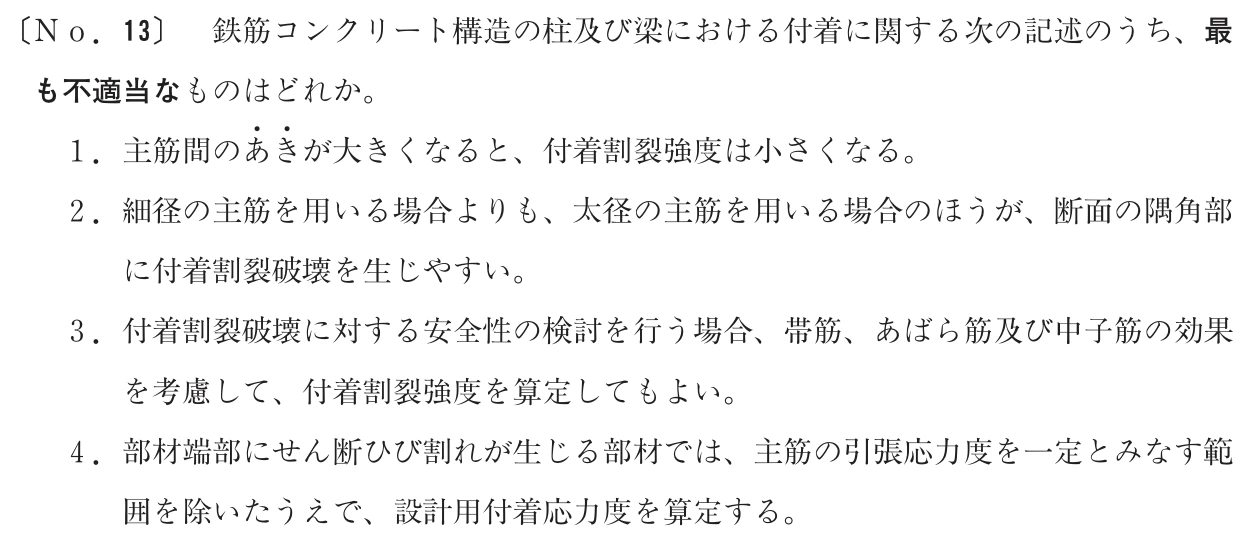 〔No．13〕　鉄筋コンクリート構造の柱及び梁における付着に関する次の記述のうち、最
も不適当なものはどれか。
1．主筋間のあきが大きくなると、付着割裂強度は小さくなる。
2．細径の主筋を用いる場合よりも、太径の主筋を用いる場合のほうが、断面の隅角部
に付着割裂破壊を生じやすい。
3．付着割裂破壊に対する安全性の検討を行う場合、帯筋、あばら筋及び中子筋の効果
を考慮して、付着割裂強度を算定してもよい。
4．部材端部にせん断ひび割れが生じる部材では、主筋の引張応力度を一定とみなす範
囲を除いたうえで、設計用付着応力度を算定する。